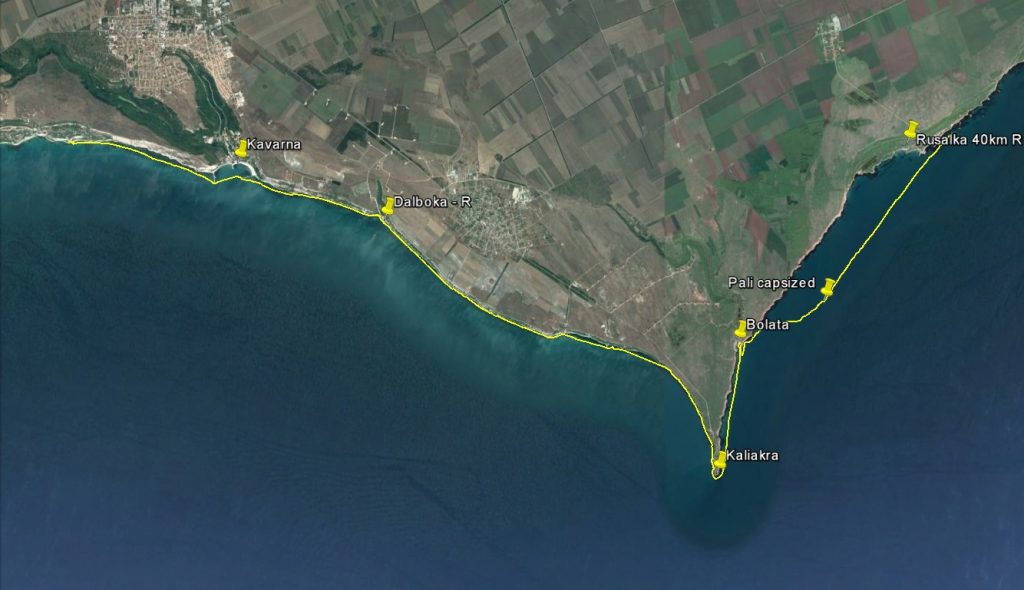 Kavarna
Rusalka 40km R
Dalboka - R
Pali capsized
Bolata
Kaliakra